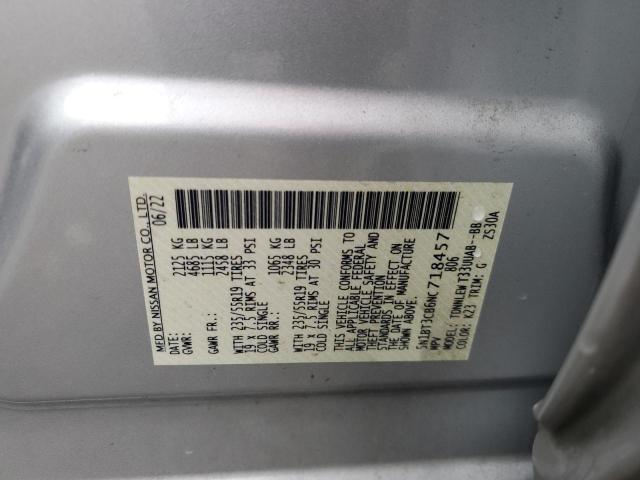 MFD BY NISSAN MOTOR CO., LTD.
DATE: 06/22
GVWR: 2125 KG
4685 LB
GAWR FR: 1115 KG
2458 LB
WITH 235/55R19 TIRES
19 X 7.5 RIMS AT 33 PSI
COLD SINGLE
GAWR RR: 1065 KG
2348 LB
WITH 235/55R19 TIRES
19 X 7.5 RIMS AT 30 PSI
COLD SINGLE
THIS VEHICLE CONFORMS TO
ALL APPLICABLE FEDERAL
MOTOR VEHICLE SAFETY AND
THEFT PREVENTION
STANDARDS IN EFFECT ON
THE DATE OF MANUFACTURE
SHOWN ABOVE.
5N1BT3CB6NC718457
MPV B06
MODEL: TDNNLEWT33UUAB--BB
COLOR: K23 TRIM: G ZS30A